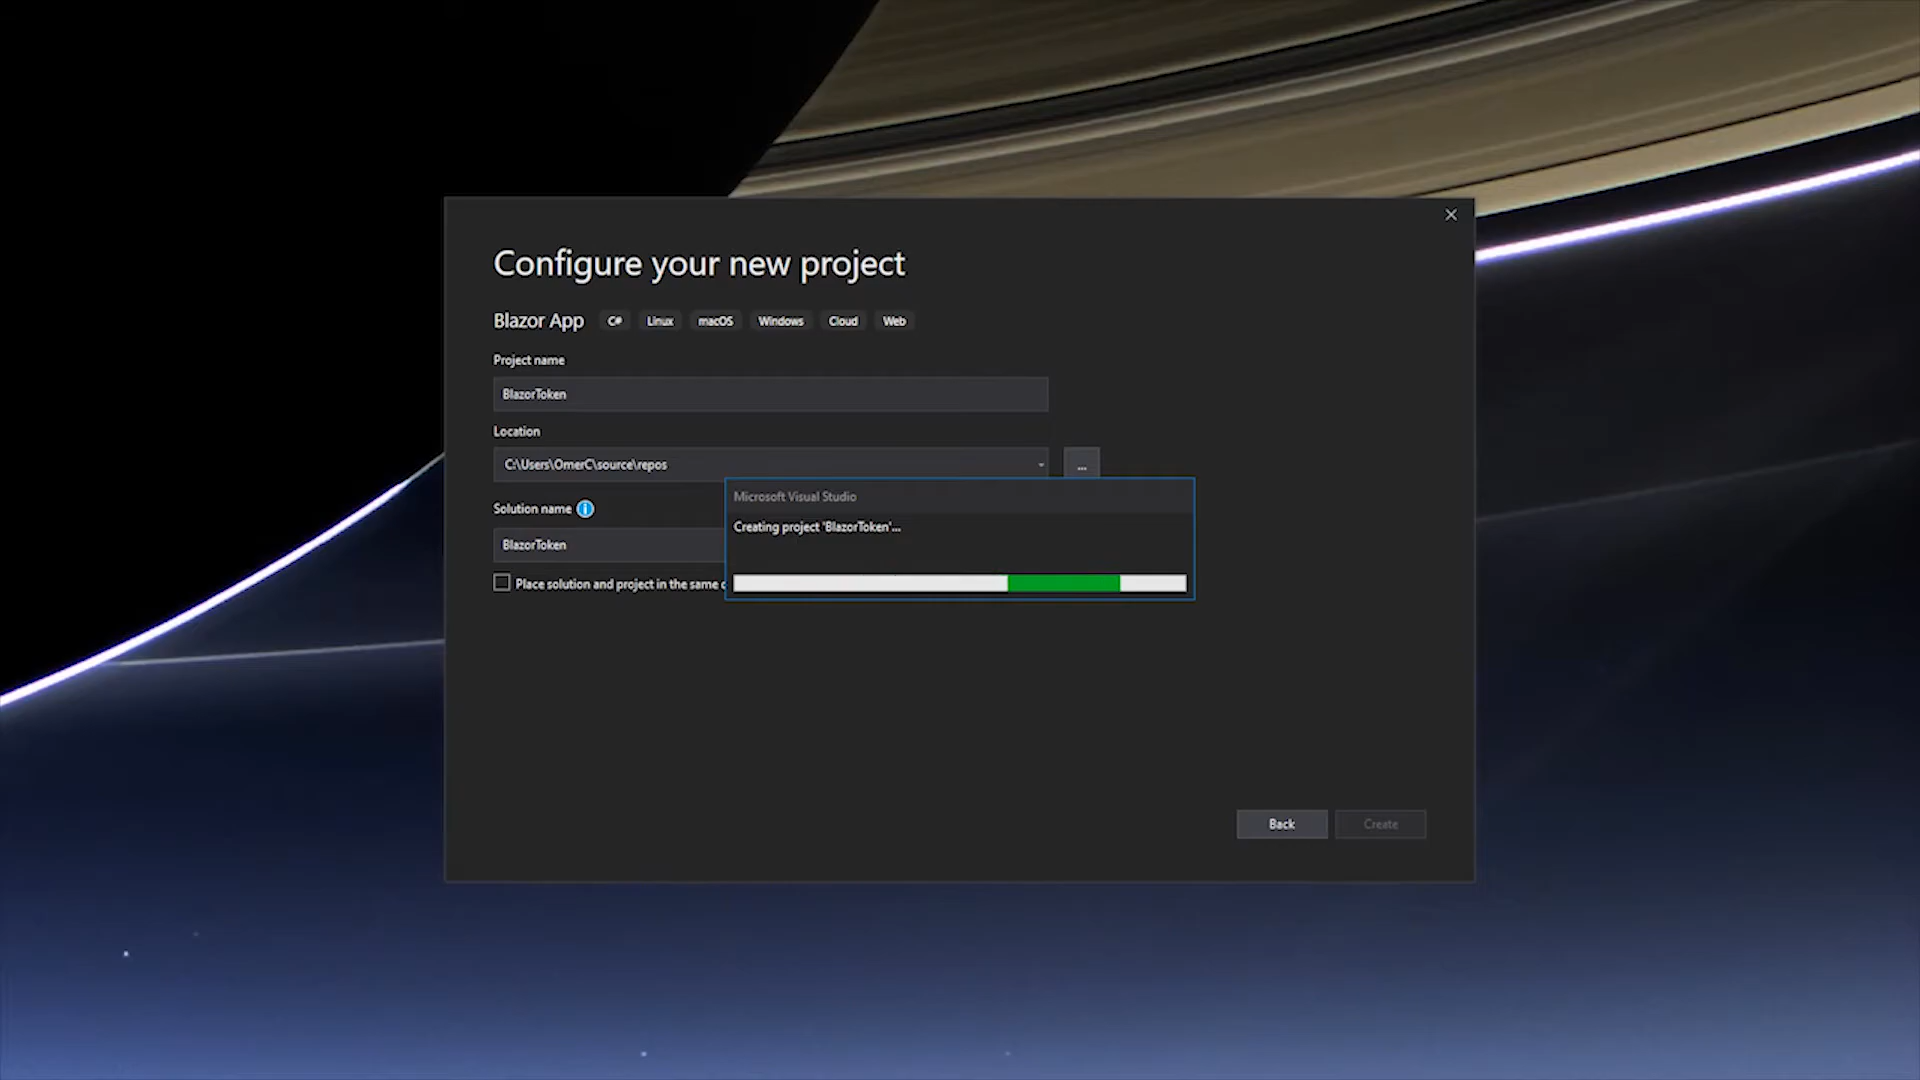 Configure your new project
Blazor App C# Linux macOS Windows Cloud Web
Project name
BlazorToken
Location
C:\Users\OmerC\source\repos
...
Solution name
BlazorToken
Place solution and project in the same
Microsoft Visual Studio
Creating project 'BlazorToken'...
Back
Create